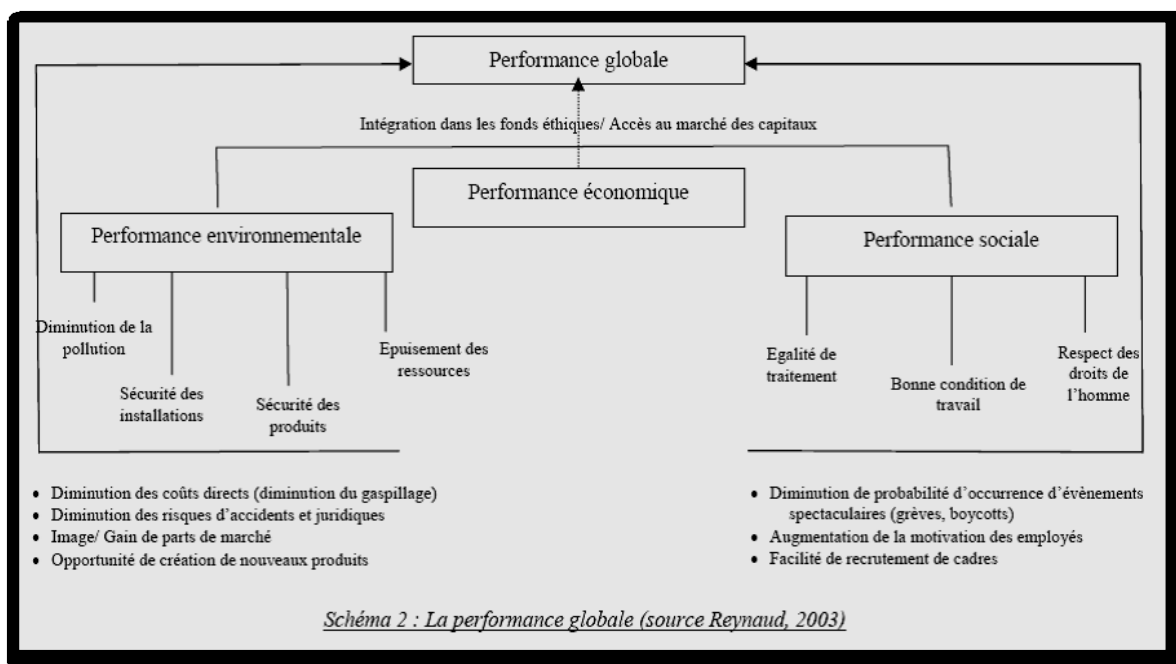 Performance globale
Intégration dans les fonds éthiques/ Accès au marché des capitaux
Performance économique
Performance environnementale
Performance sociale
Diminution de la
pollution
Sécurité des
installations
Sécurité des
produits
Epuisement des
ressources
Egalité de
traitement
Bonne condition de
travail
Respect des
droits de
l’homme
• Diminution des coûts directs (diminution du gaspillage)
• Diminution des risques d’accidents et juridiques
• Image/ Gain de parts de marché
• Opportunité de création de nouveaux produits
• Diminution de probabilité d’occurrence d’évènements
spectaculaires (grèves, boycotts)
• Augmentation de la motivation des employés
• Facilité de recrutement de cadres
Schéma 2 : La performance globale (source Reynaud, 2003)